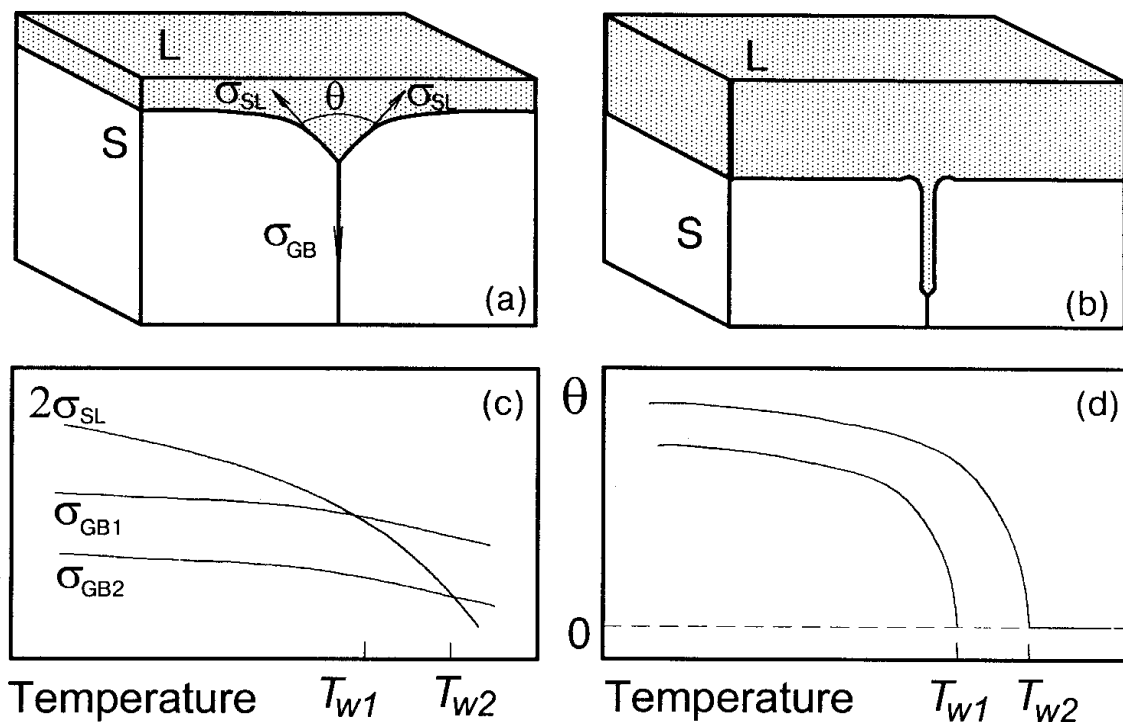 L
σSL θ σSL
S
σGB
(a)
L
S
(b)
2σSL
(c)
σGB1
σGB2
Temperature Tw1 Tw2
θ
(d)
0
Temperature Tw1 Tw2